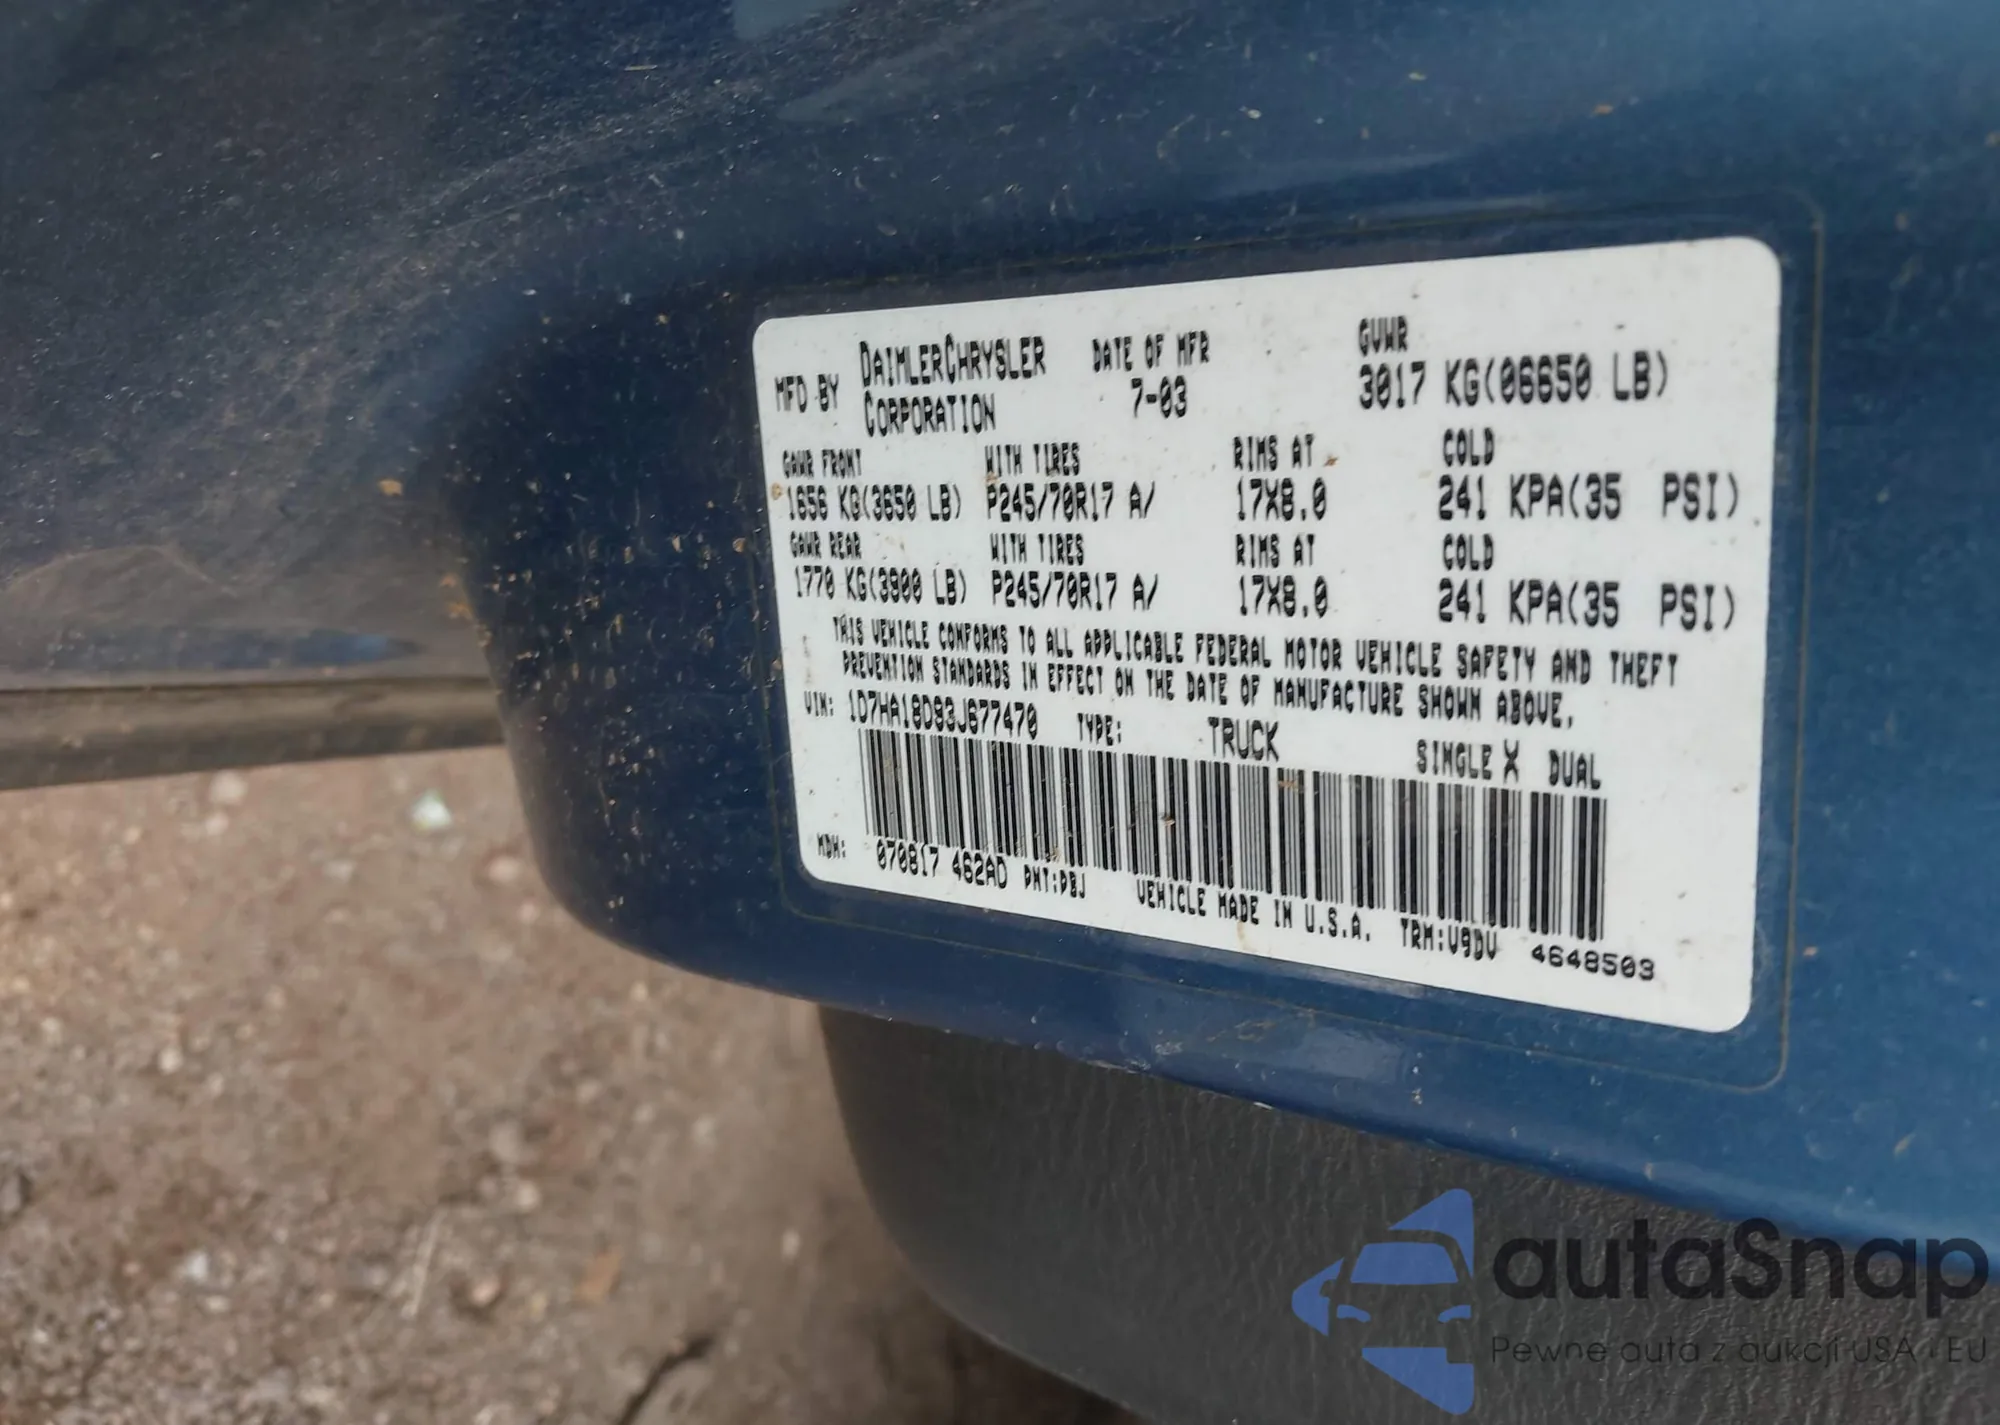 MFD BY DAIMLERCHRYSLER CORPORATION DATE OF MFR 7-03 GVWR 3017 KG(06650 LB)
GAWR FRONT WITH TIRES RIMS AT COLD
1656 KG(3650 LB) P245/70R17 A/ 17X8.0 241 KPA(35 PSI)
GAWR REAR WITH TIRES RIMS AT COLD
1770 KG(3900 LB) P245/70R17 A/ 17X8.0 241 KPA(35 PSI)
THIS VEHICLE CONFORMS TO ALL APPLICABLE FEDERAL MOTOR VEHICLE SAFETY AND THEFT
PREVENTION STANDARDS IN EFFECT ON THE DATE OF MANUFACTURE SHOWN ABOVE.
VIN: 1D7HA18D93J677470 TYPE: TRUCK SINGLE X DUAL
MDH: 070817 462AD PNT:PBJ VEHICLE MADE IN U.S.A. TRM:V9DV 4648503
autaSnap
Pewne auta z aukcji USA i EU